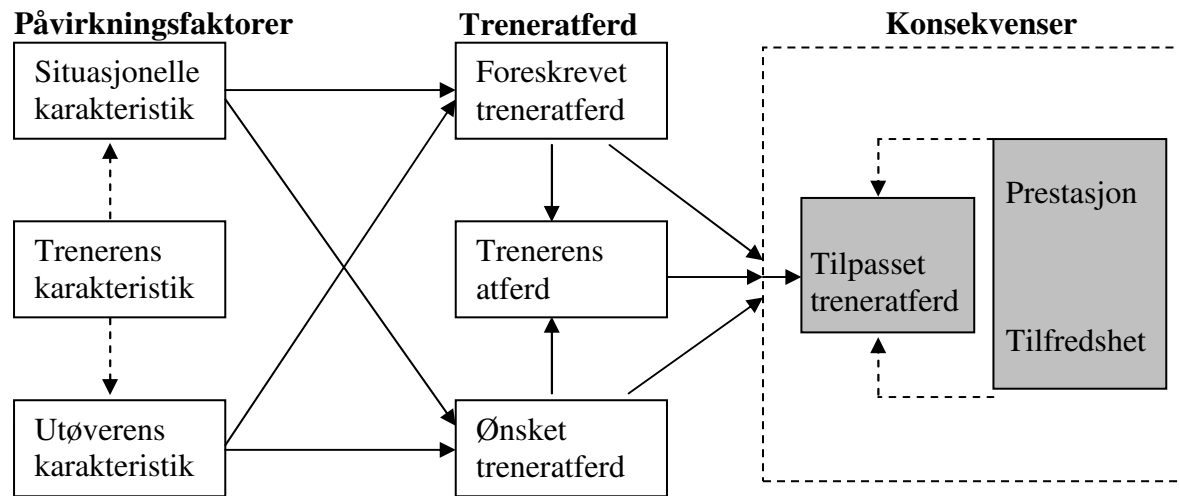 Påvirkningsfaktorer
Treneratferd
Konsekvenser
Situasjonelle
karakteristik
Foreskrevet
treneratferd
Trenerens
karakteristik
Trenerens
atferd
Tilpasset
treneratferd
Prestasjon
Tilfredshet
Utøverens
karakteristik
Ønsket
treneratferd